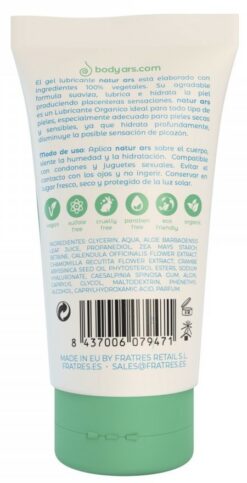 bodyars.com
El gel lubricante natur ars está elaborado con
ingredientes 100% vegetales. Su agradable
formula suaviza, lubrica e hidrata la piel
produciendo placenteras sensaciones. natur ars
es un Lubricante Organico ideal para todo tipo de
pieles, especialmente adecuado para pieles secas
y sensibles, ya que hidrata profundamente,
disminuye la posible sensación de picazón.
Modo de uso: Aplica natur ars sobre el cuerpo,
siente la humedad y la hidratación. Compatible
con condones y juguetes sexuales. Evitar el
contacto con los ojos y no ingerir. Conservar en
lugar fresco, seco y protegido de la luz solar.
vegan
sulfate free
cruelty free
paraben free
eco friendly
organic
INGREDIENTES: GLYCERIN, AQUA, ALOE BARBADENSIS
LEAF JUICE, PROPANEDIOL, ZEA MAYS STARCH,
BETAINE, CALENDULA OFFICINALIS FLOWER EXTRACT,
CHAMOMILLA RECUTITA FLOWER EXTRACT, CRAMBE
ABYSSINICA SEED OIL PHYTOSTEROL ESTERS, SODIUM
HYALURONATE, CAESALPINIA SPINOSA GUM, ALGIN,
CAPRYLYL GLYCOL, MALTODEXTRIN, PHENETHYL
ALCOHOL, CAPRYLHYDROXAMIC ACID, PARFUM.
8 437006 079471
MADE IN EU BY FRATRES RETAIL S.L
FRATRES.ES - SALES@FRATRES.ES